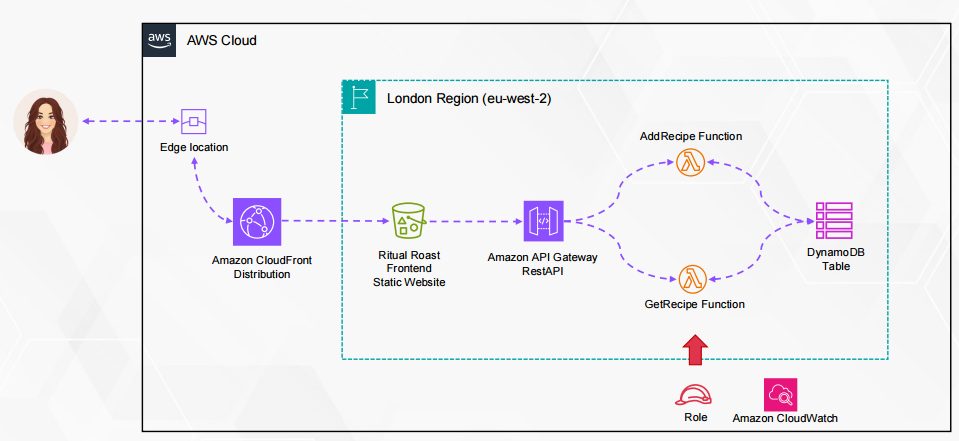 aws
AWS Cloud
London Region (eu-west-2)
AddRecipe Function
Edge location
Amazon CloudFront
Distribution
Ritual Roast
Frontend
Static Website
Amazon API Gateway
RestAPI
DynamoDB
Table
GetRecipe Function
Role
Amazon CloudWatch